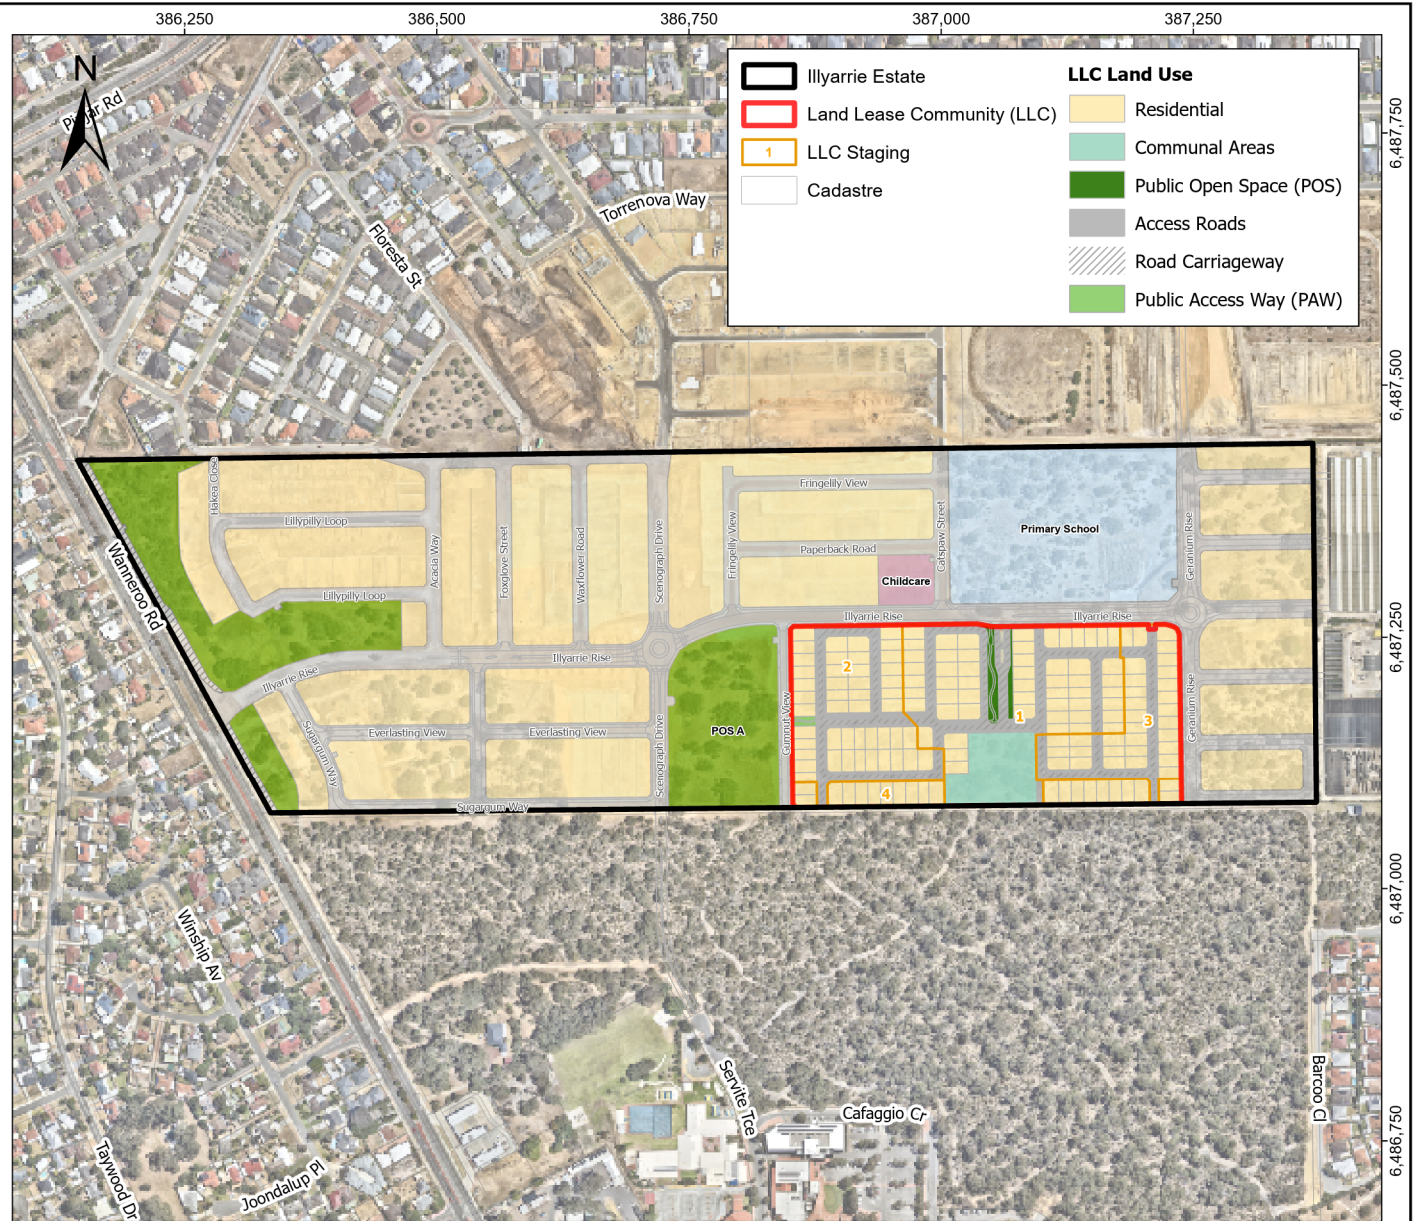 386,250
386,500
386,750
387,000
387,250
N
Pinjar Rd
Illyarrie Estate
Land Lease Community (LLC)
1
LLC Staging
Cadastre
LLC Land Use
Residential
Communal Areas
Public Open Space (POS)
Access Roads
Road Carriageway
Public Access Way (PAW)
6,487,750
6,487,500
6,487,250
6,487,000
6,486,750
Torrenova Way
Floresta St
Hakea Close
Lillypilly Loop
Lillypilly Loop
Acacia Way
Foxglove Street
Waxflower Road
Scenograph Drive
Fringelily View
Fringelily View
Paperback Road
Catspaw Street
Primary School
Childcare
Geranium Rise
Wanneroo Rd
Illyarrie Rise
Illyarrie Rise
Illyarrie Rise
Illyarrie Rise
Sugargum Way
Everlasting View
Everlasting View
Scenograph Drive
POS A
Gumnut View
2
1
3
4
Geranium Rise
Sugargum Way
Winship Av
Servite Tce
Cafaggio Cr
Barcoo Cl
Taywood Dr
Joondalup Pl